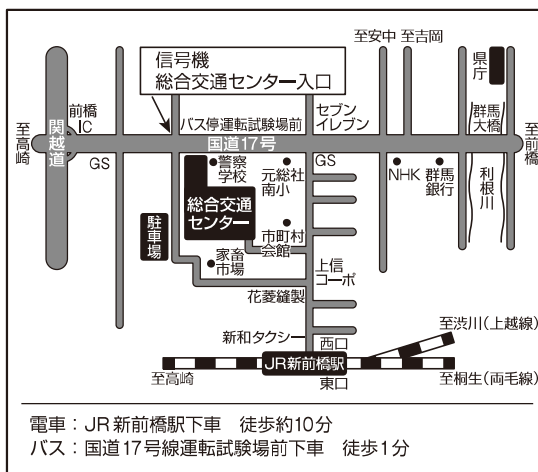 至安中 至吉岡
県庁
信号機
総合交通センター入口
至高崎
関越道
前橋
IC
バス停運転試験場前
セブン
イレブン
群馬
大橋
至前橋
国道17号
GS
警察
学校
元総社
南小
GS
NHK
群馬
銀行
利根川
総合交通
センター
駐車場
市町村
会館
家畜
市場
上信
コーポ
花菱縫製
新和タクシー
西口
至渋川(上越線)
JR新前橋駅
至高崎
東口
至桐生(両毛線)
電車:JR新前橋駅下車 徒歩約10分
バス:国道17号線運転試験場前下車 徒歩1分